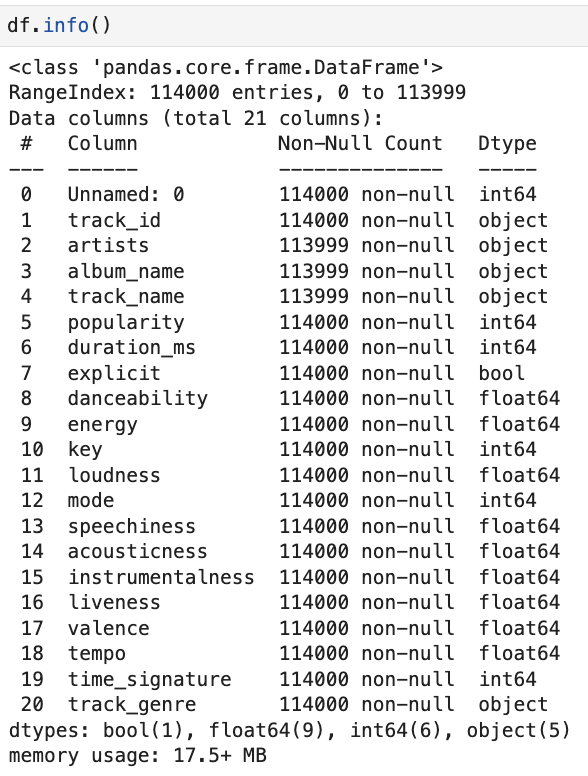 df.info()
<class 'pandas.core.frame.DataFrame'>
RangeIndex: 114000 entries, 0 to 113999
Data columns (total 21 columns):
 #   Column            Non-Null Count   Dtype
---  ------            --------------   -----
 0   Unnamed: 0        114000 non-null  int64
 1   track_id          114000 non-null  object
 2   artists           113999 non-null  object
 3   album_name        113999 non-null  object
 4   track_name        113999 non-null  object
 5   popularity        114000 non-null  int64
 6   duration_ms       114000 non-null  int64
 7   explicit          114000 non-null  bool
 8   danceability      114000 non-null  float64
 9   energy            114000 non-null  float64
 10  key               114000 non-null  int64
 11  loudness          114000 non-null  float64
 12  mode              114000 non-null  int64
 13  speechiness       114000 non-null  float64
 14  acousticness      114000 non-null  float64
 15  instrumentalness  114000 non-null  float64
 16  liveness          114000 non-null  float64
 17  valence           114000 non-null  float64
 18  tempo             114000 non-null  float64
 19  time_signature    114000 non-null  int64
 20  track_genre       114000 non-null  object
dtypes: bool(1), float64(9), int64(6), object(5)
memory usage: 17.5+ MB